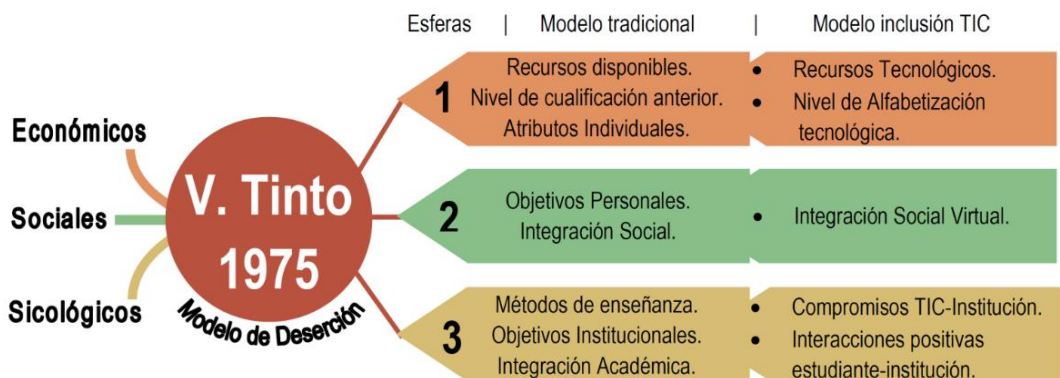 Esferas | Modelo tradicional | Modelo inclusión TIC
Económicos
Sociales
Sicológicos
V. Tinto
1975
Modelo de Deserción
1
Recursos disponibles.
Nivel de cualificación anterior.
Atributos Individuales.
• Recursos Tecnológicos.
• Nivel de Alfabetización
tecnológica.
2
Objetivos Personales.
Integración Social.
• Integración Social Virtual.
3
Métodos de enseñanza.
Objetivos Institucionales.
Integración Académica.
• Compromisos TIC-Institución.
• Interacciones positivas
estudiante-institución.